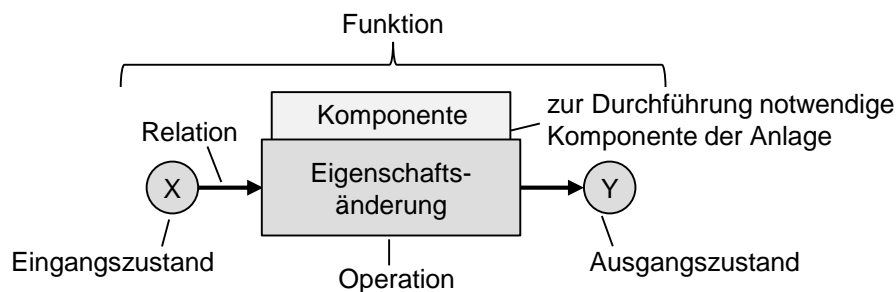 Funktion
Komponente
zur Durchführung notwendige
Komponente der Anlage
Relation
Eigenschafts-
änderung
X
Y
Eingangszustand
Operation
Ausgangszustand